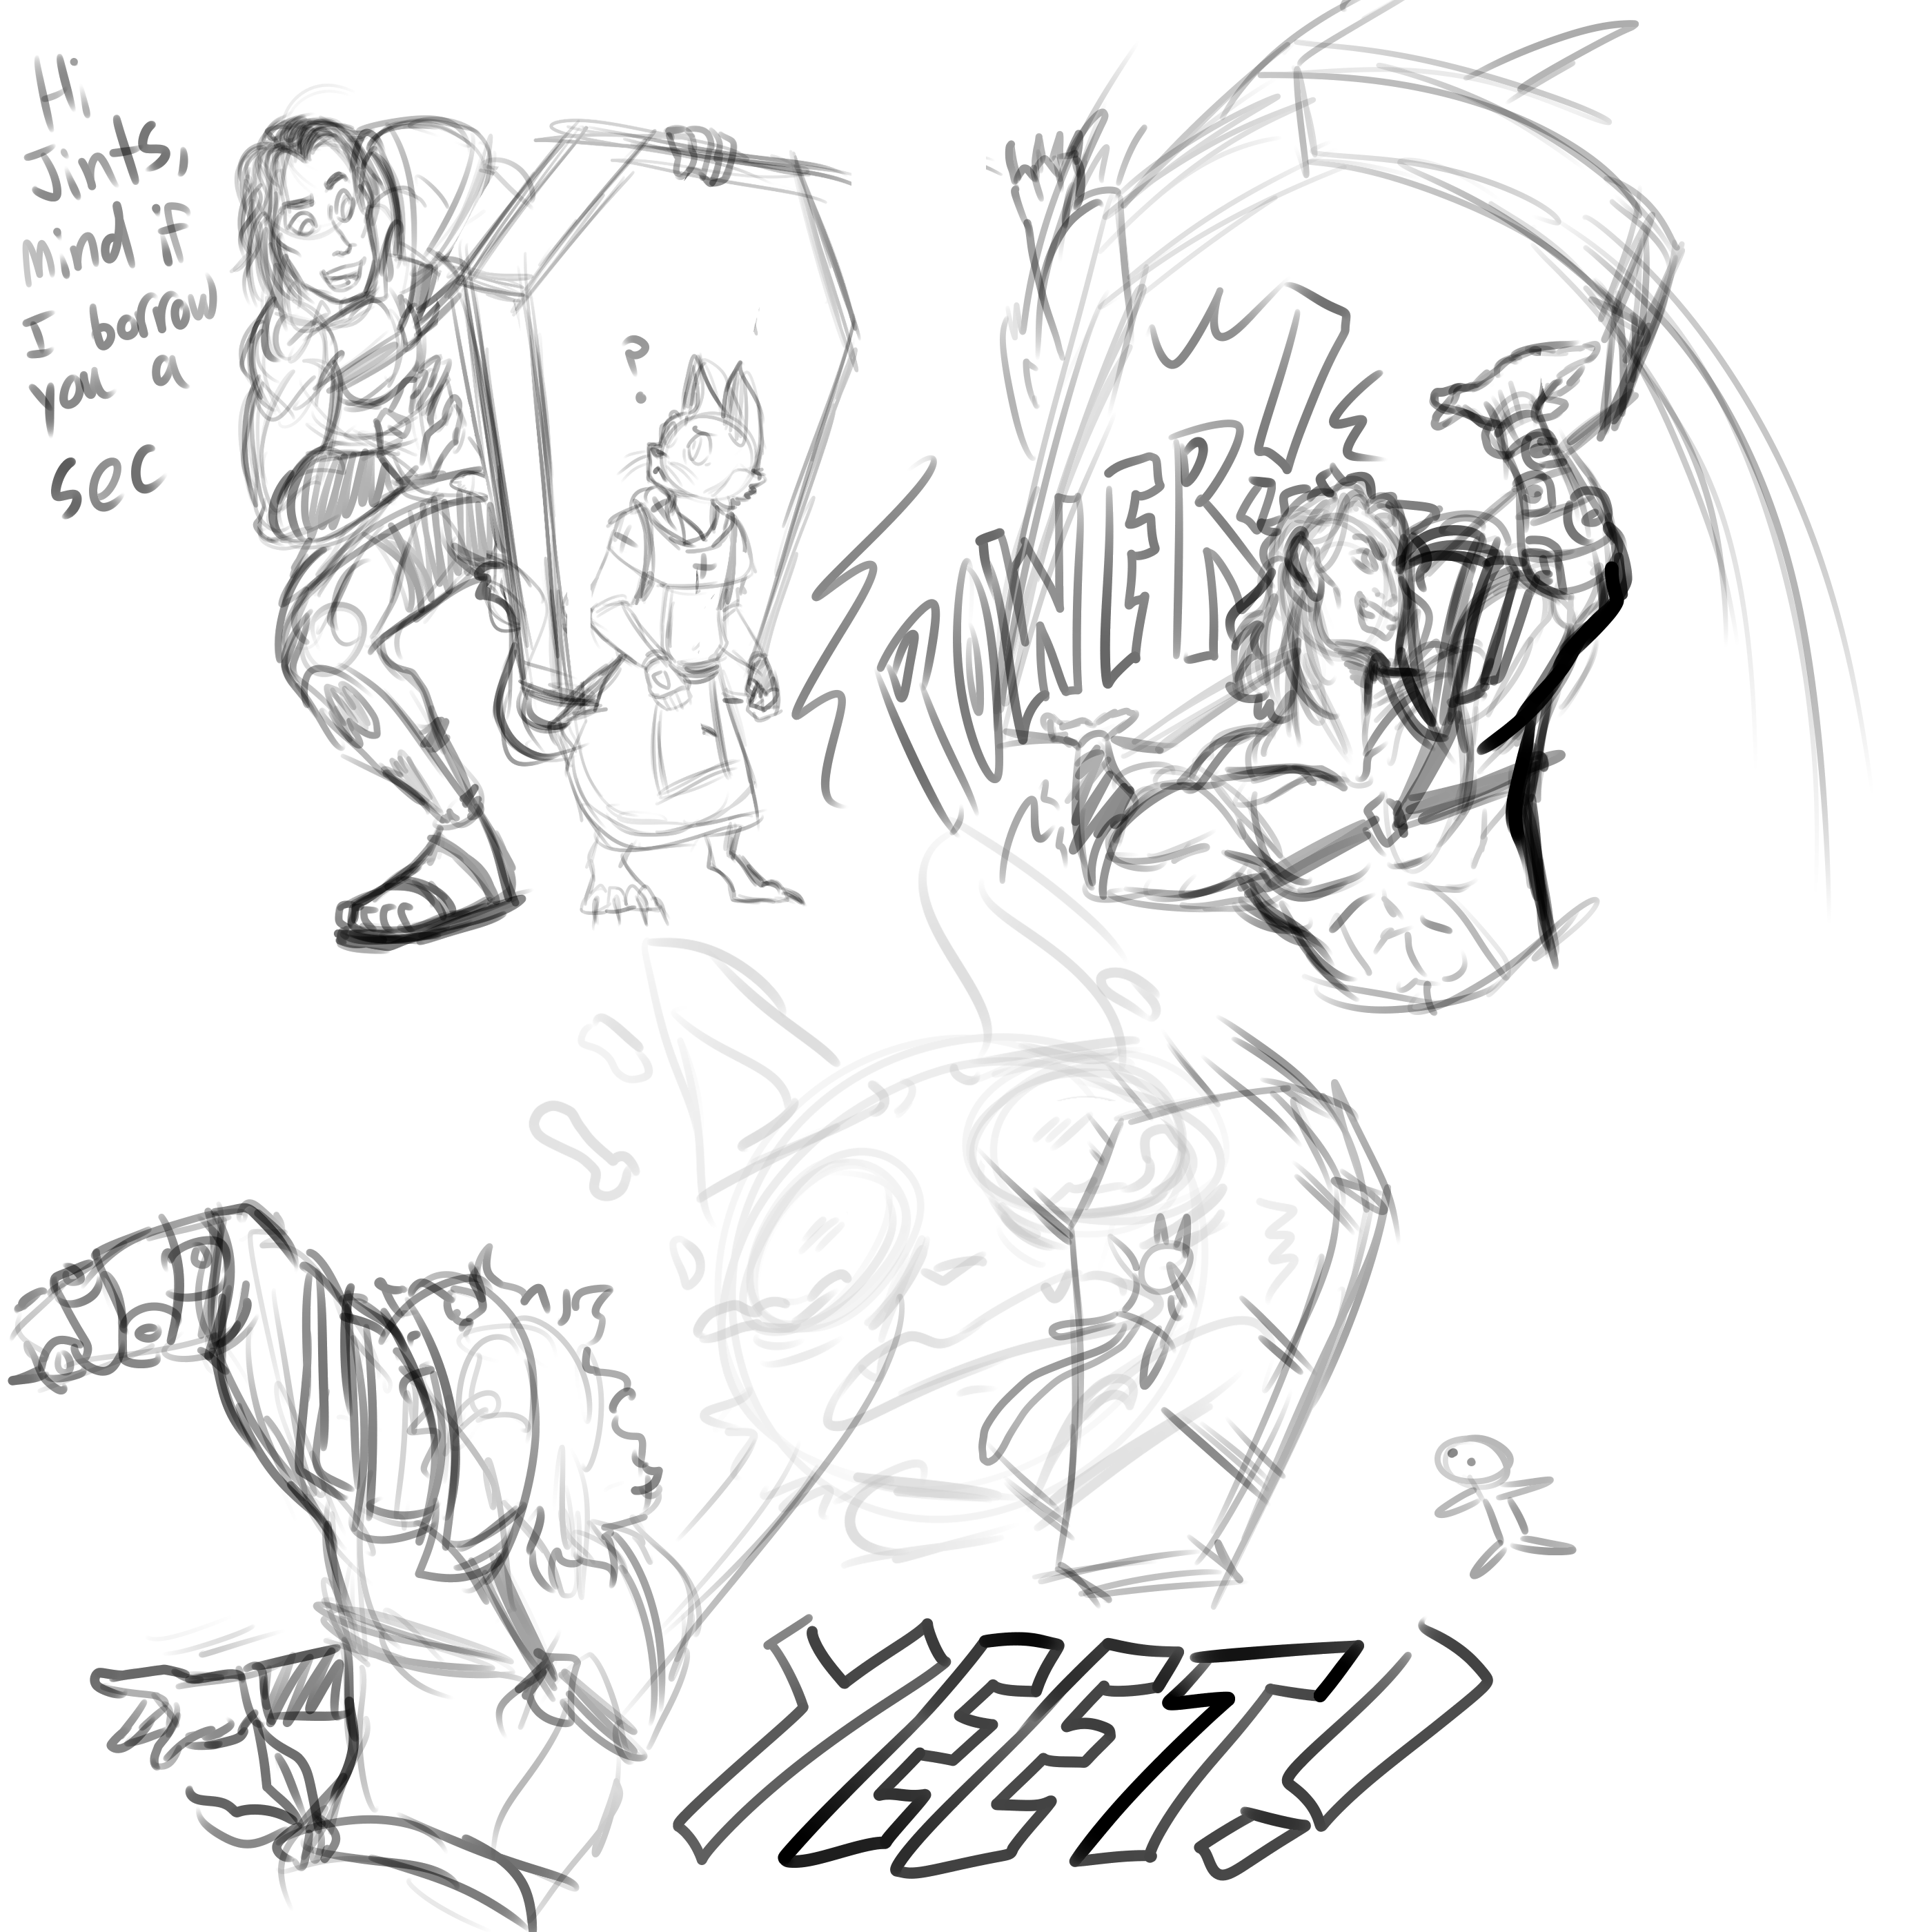 Hi
Jints,
Mind if
I borrow
you a
sec
?
POWER!
YEET!